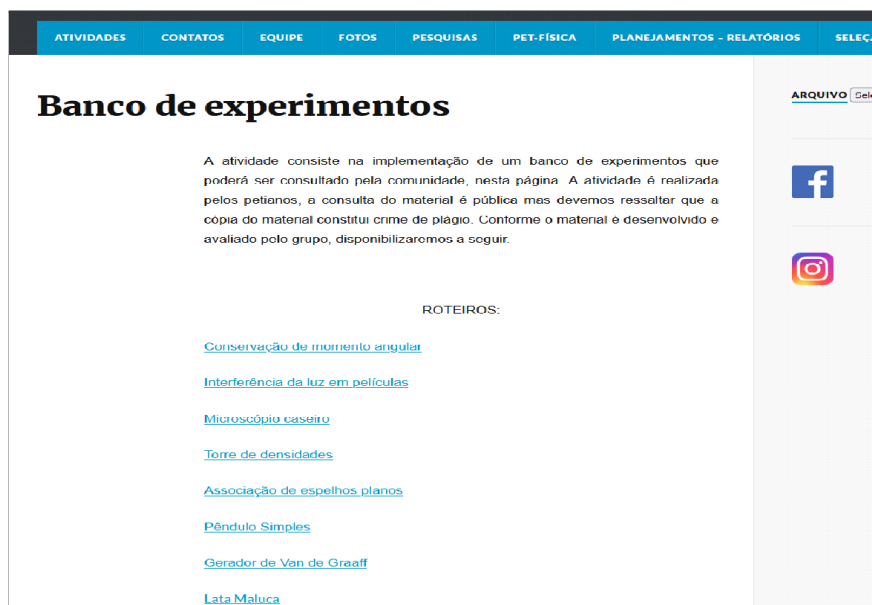 ATIVIDADES CONTATOS EQUIPE FOTOS PESQUISAS PET-FÍSICA PLANEJAMENTOS – RELATÓRIOS
Banco de experimentos
ARQUIVO
A atividade consiste na implementação de um banco de experimentos que
poderá ser consultado pela comunidade, nesta página. A atividade é realizada
pelos petianos, a consulta do material é pública mas devemos ressaltar que a
cópia do material constitui crime de plágio. Conforme o material é desenvolvido e
avaliado pelo grupo, disponibilizaremos a seguir.
ROTEIROS:
Conservação de momento angular
Interferência da luz em películas
Microscópio caseiro
Torre de densidades
Associação de espelhos planos
Pêndulo Simples
Gerador de Van de Graaff
Lata Maluca